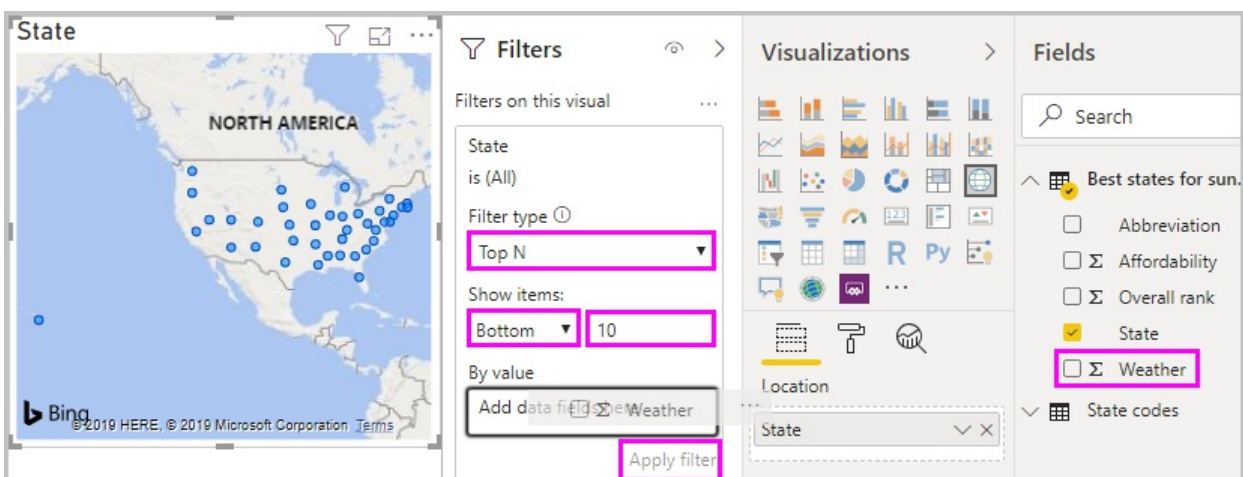 State
NORTH AMERICA
Bing
©2019 HERE, © 2019 Microsoft Corporation Terms
Filters
Filters on this visual
State
is (All)
Filter type
Top N
Show items:
Bottom 10
By value
Add data fields here
Σ Weather
Apply filter
Visualizations
123
R Py
Location
State
Fields
Search
Best states for sun.
Abbreviation
Σ Affordability
Σ Overall rank
State
Σ Weather
State codes